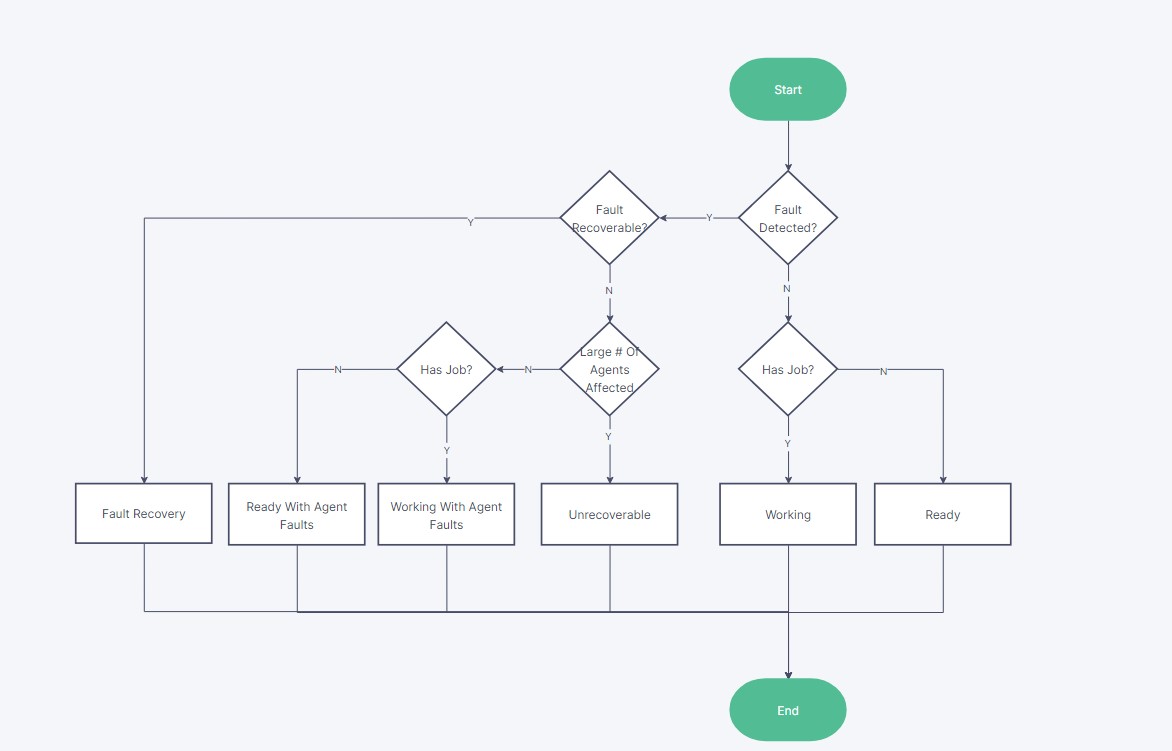 Start
Fault
Recoverable?
Fault
Detected?
Y
Y
N
N
Has Job?
Large # Of
Agents
Affected
Has Job?
N
N
N
Y
Y
Y
Fault Recovery
Ready With Agent
Faults
Working With Agent
Faults
Unrecoverable
Working
Ready
End